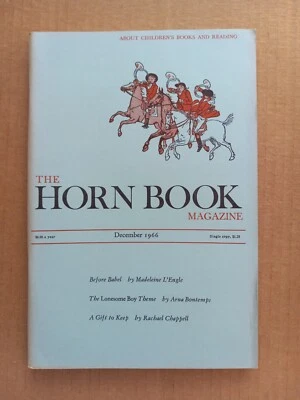 ABOUT CHILDREN'S BOOKS AND READING
THE
HORN BOOK
MAGAZINE
December 1966
Before Babel by Madeleine L'Engle
The Lonesome Boy Theme by Arna Bontemps
A Gift to Keep by Rachael Chappell